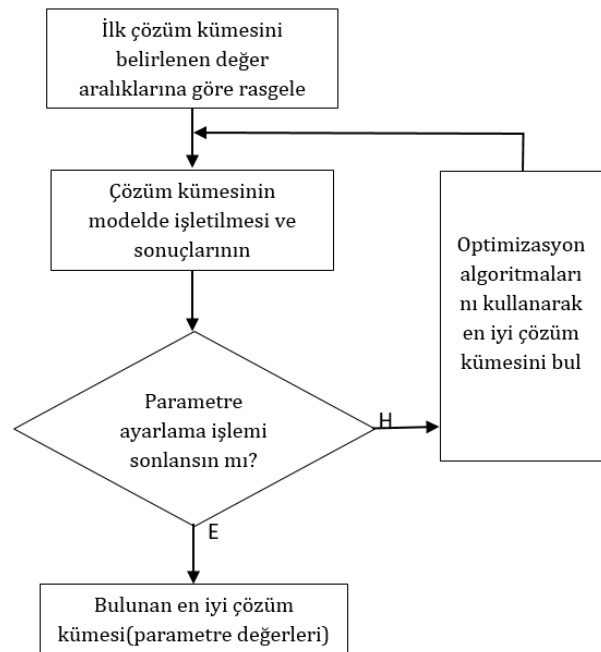 İlk çözüm kümesini
belirlenen değer
aralıklarına göre rasgele
Çözüm kümesinin
modelde işletilmesi ve
sonuçlarının
Optimizasyon
algoritmaları
nı kullanarak
en iyi çözüm
kümesini bul
Parametre
ayarlama işlemi
sonlansın mı?
H
E
Bulunan en iyi çözüm
kümesi(parametre değerleri)